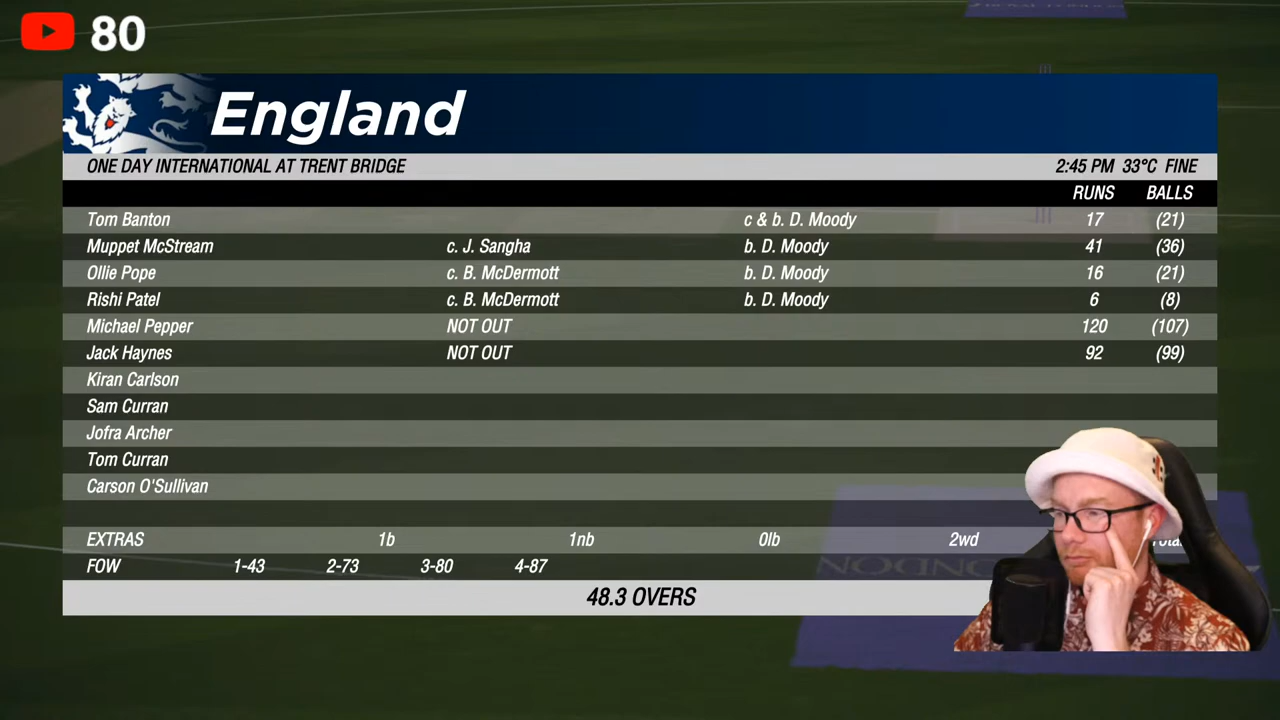 80
England
ONE DAY INTERNATIONAL AT TRENT BRIDGE 2:45 PM 33°C FINE
RUNS BALLS
Tom Banton c & b. D. Moody 17 (21)
Muppet McStream c. J. Sangha b. D. Moody 41 (36)
Ollie Pope c. B. McDermott b. D. Moody 16 (21)
Rishi Patel c. B. McDermott b. D. Moody 6 (8)
Michael Pepper NOT OUT 120 (107)
Jack Haynes NOT OUT 92 (99)
Kiran Carlson
Sam Curran
Jofra Archer
Tom Curran
Carson O'Sullivan
EXTRAS 1b 1nb 0lb 2wd
FOW 1-43 2-73 3-80 4-87
48.3 OVERS